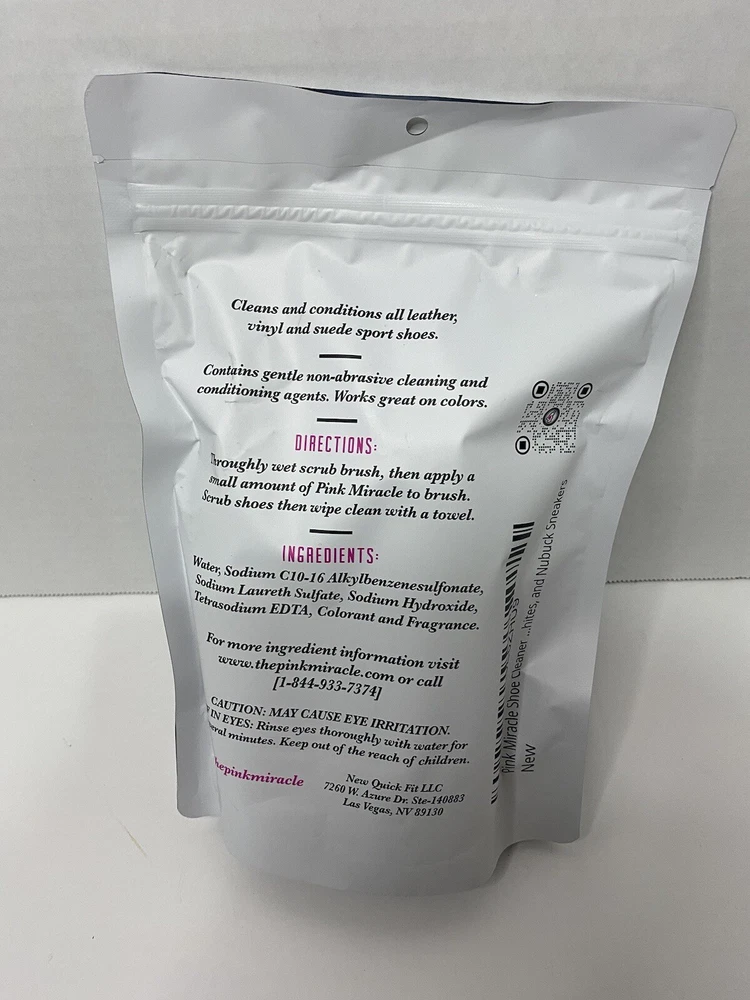 Cleans and conditions all leather,
vinyl and suede sport shoes.
Contains gentle non-abrasive cleaning and
conditioning agents. Works great on colors.
DIRECTIONS:
Throughly wet scrub brush, then apply a
small amount of Pink Miracle to brush.
Scrub shoes then wipe clean with a towel.
INGREDIENTS:
Water, Sodium C10-16 Alkylbenzenesulfonate,
Sodium Laureth Sulfate, Sodium Hydroxide,
Tetrasodium EDTA, Colorant and Fragrance.
For more ingredient information visit
www.thepinkmiracle.com or call
[1-844-933-7374]
CAUTION: MAY CAUSE EYE IRRITATION.
IN EYES: Rinse eyes thoroughly with water for
eral minutes. Keep out of the reach of children.
hepinkmiracle
New Quick Fit LLC
7260 W. Azure Dr. Ste-140883
Las Vegas, NV 89130
Pink Miracle Shoe Cleaner ...hites, and Nubuck Sneakers
New